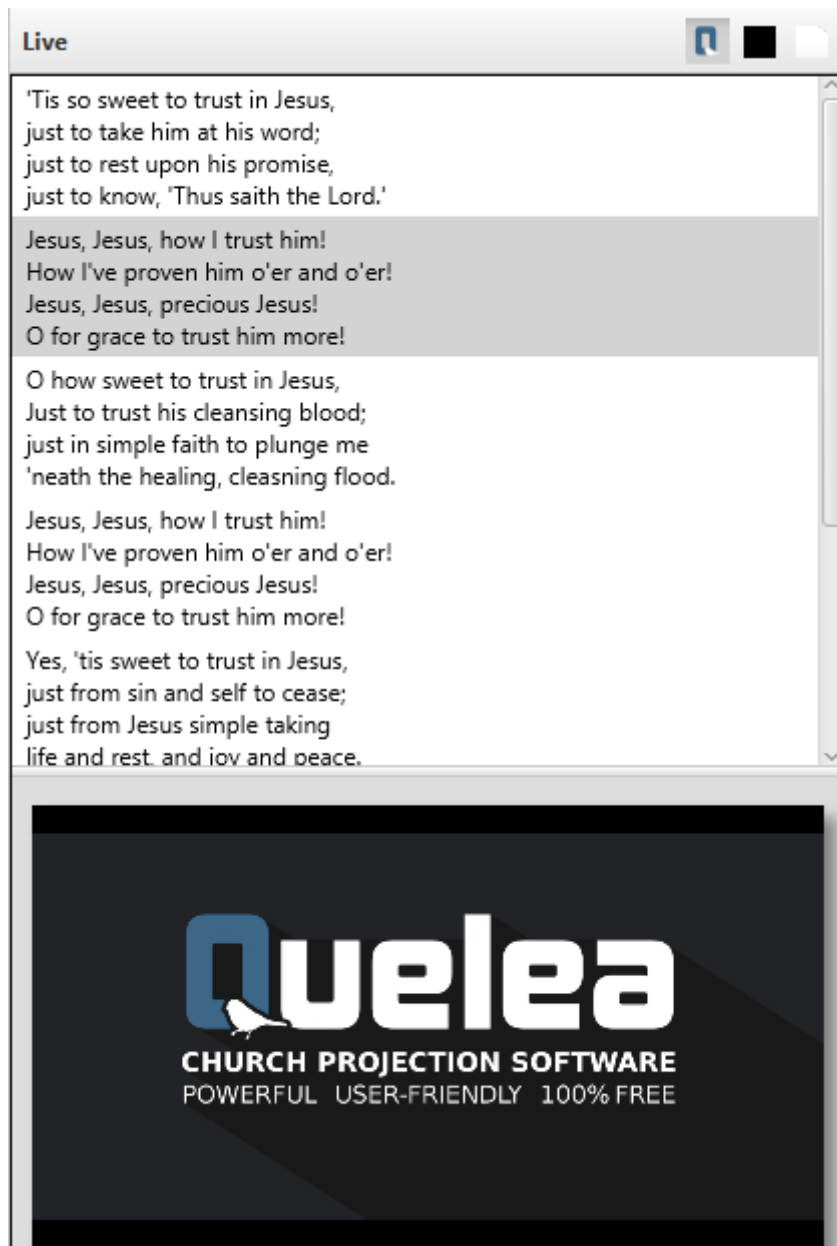 Live
'Tis so sweet to trust in Jesus,
just to take him at his word;
just to rest upon his promise,
just to know, 'Thus saith the Lord.'
Jesus, Jesus, how I trust him!
How I've proven him o'er and o'er!
Jesus, Jesus, precious Jesus!
O for grace to trust him more!
O how sweet to trust in Jesus,
Just to trust his cleansing blood;
just in simple faith to plunge me
'neath the healing, cleasning flood.
Jesus, Jesus, how I trust him!
How I've proven him o'er and o'er!
Jesus, Jesus, precious Jesus!
O for grace to trust him more!
Yes, 'tis sweet to trust in Jesus,
just from sin and self to cease;
just from Jesus simple taking
life and rest, and joy and peace.
Quelea
CHURCH PROJECTION SOFTWARE
POWERFUL USER-FRIENDLY 100% FREE